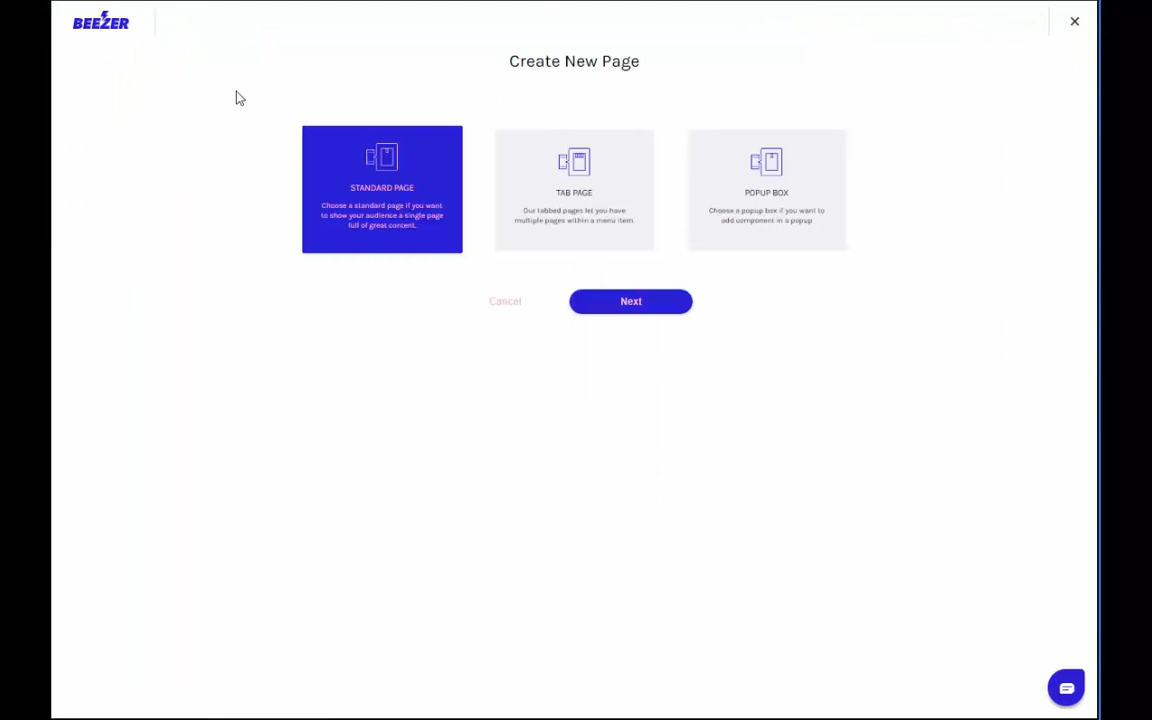 BEEZER
Create New Page
STANDARD PAGE
Choose a standard page if you want
to show your audience a single page
full of great content.
TAB PAGE
Our tabbed pages let you have
multiple pages within a menu item.
POPUP BOX
Choose a popup box if you want to
add component in a popup
Cancel
Next